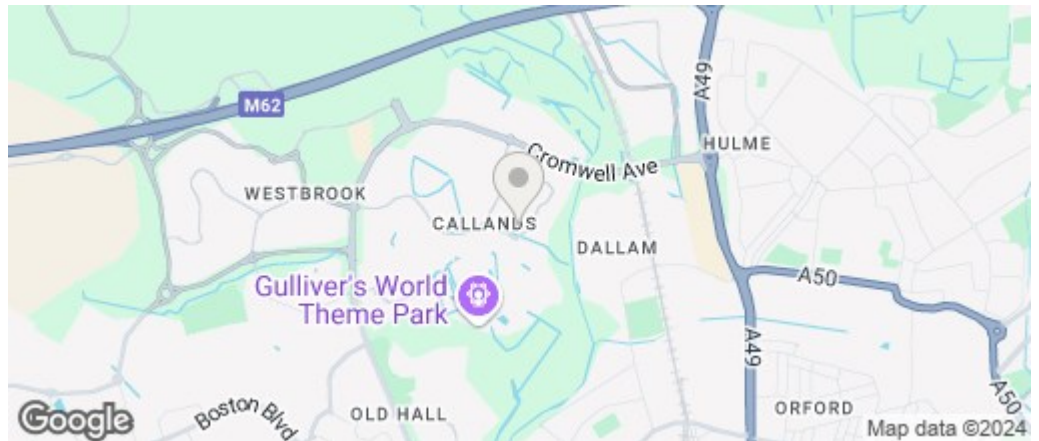 M62
A49
HULME
Cromwell Ave
WESTBROOK
CALLANDS
DALLAM
A50
Gulliver's World
Theme Park
A49
A50
Boston Blvd
OLD HALL
ORFORD
Google
Map data ©2024